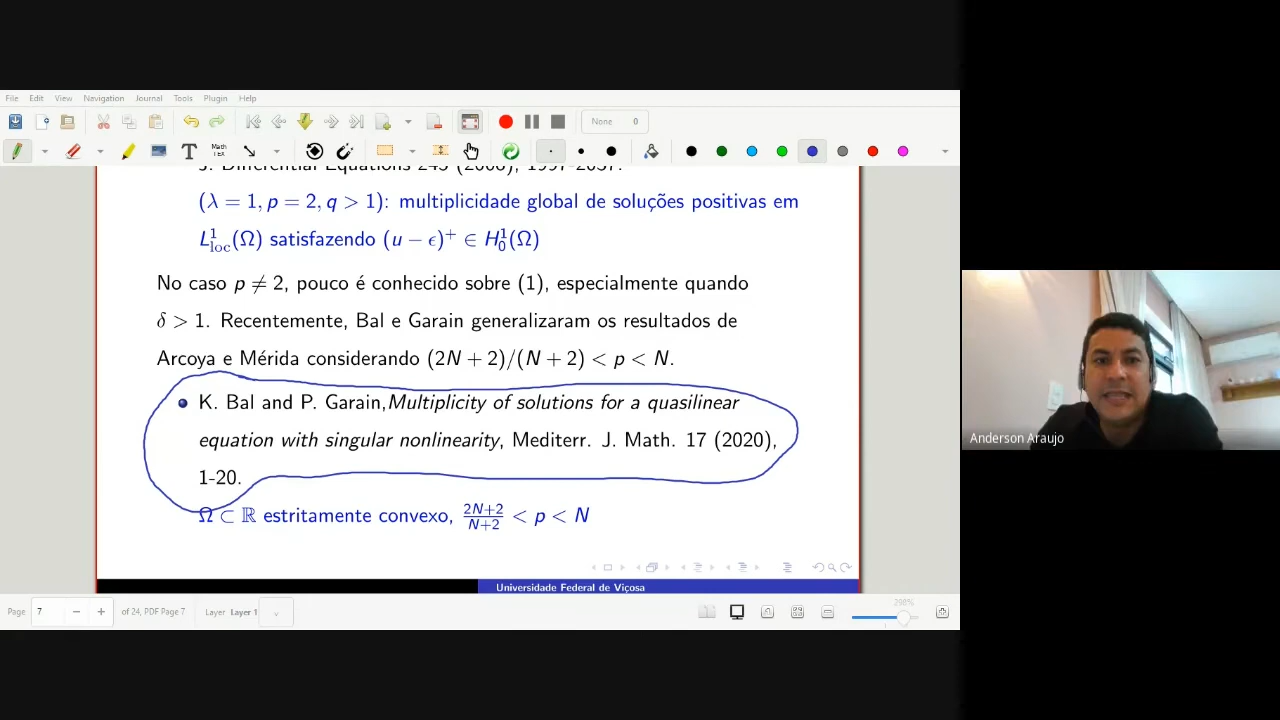 File Edit View Navigation Journal Tools Plugin Help
None 0
Math TEX
J. Differential Equations 245 (2008), 1997-2037.
(λ = 1, p = 2, q > 1): multiplicidade global de soluções positivas em
L¹loc(Ω) satisfazendo (u − ϵ)⁺ ∈ H¹₀(Ω)
No caso p ≠ 2, pouco é conhecido sobre (1), especialmente quando
δ > 1. Recentemente, Bal e Garain generalizaram os resultados de
Arcoya e Mérida considerando (2N + 2)/(N + 2) < p < N.
K. Bal and P. Garain,Multiplicity of solutions for a quasilinear
equation with singular nonlinearity, Mediterr. J. Math. 17 (2020),
1-20.
Ω ⊂ ℝ estritamente convexo, 2N+2/N+2 < p < N
Universidade Federal de Viçosa
Page 7 of 24, PDF Page 7 Layer Layer 1
298%
Anderson Araujo